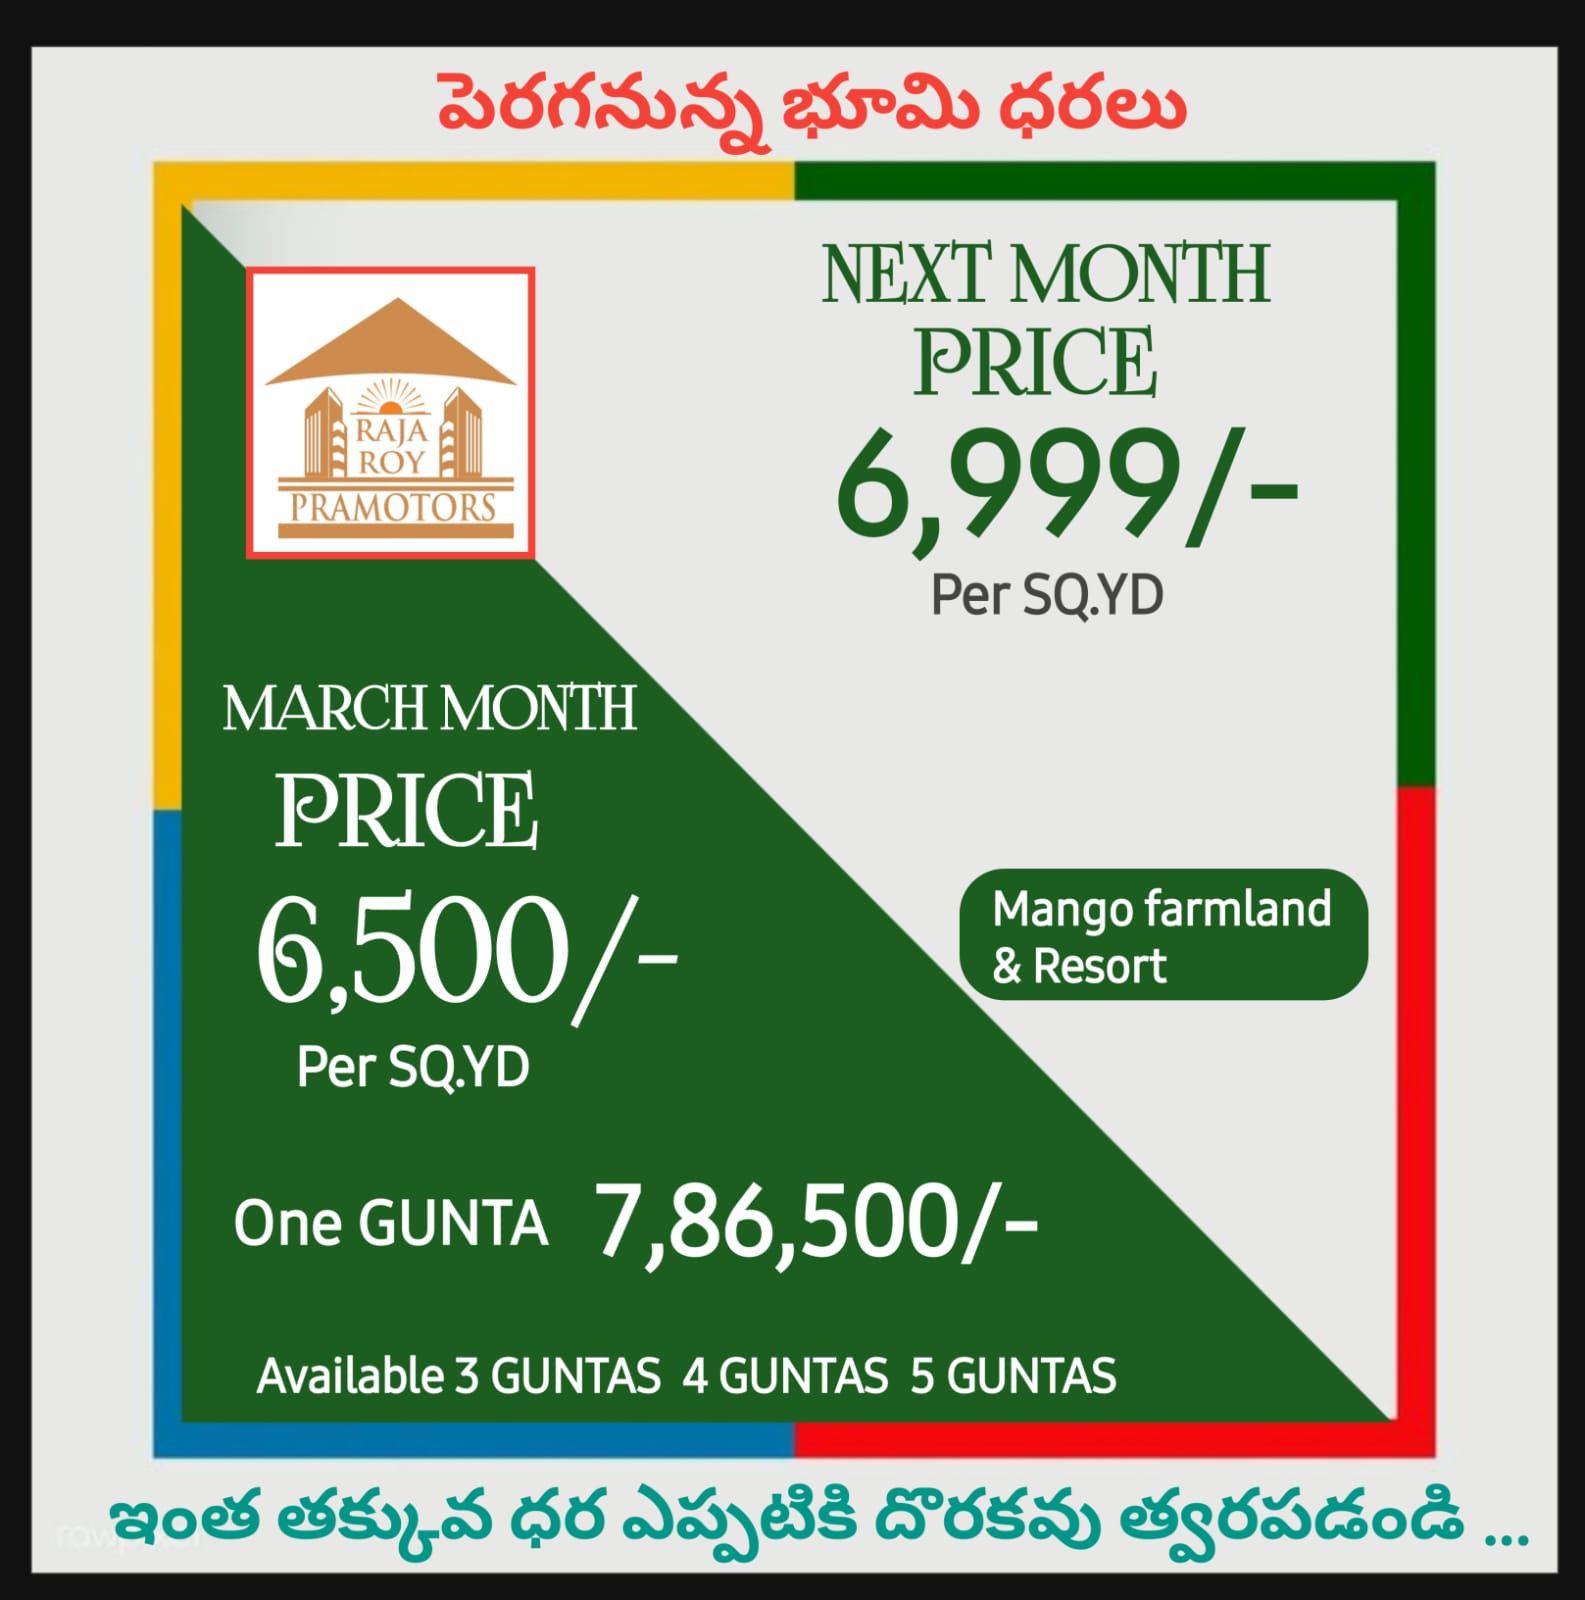 పెరగనున్న భూమి ధరలు
NEXT MONTH
PRICE
6,999/-
Per SQ.YD
RAJA
ROY
PRAMOTORS
MARCH MONTH
PRICE
6,500/-
Per SQ.YD
Mango farmland
& Resort
One GUNTA 7,86,500/-
Available 3 GUNTAS 4 GUNTAS 5 GUNTAS
ఇంత తక్కువ ధర ఎప్పటికి దొరకవు త్వరపడండి ...
rawpixel